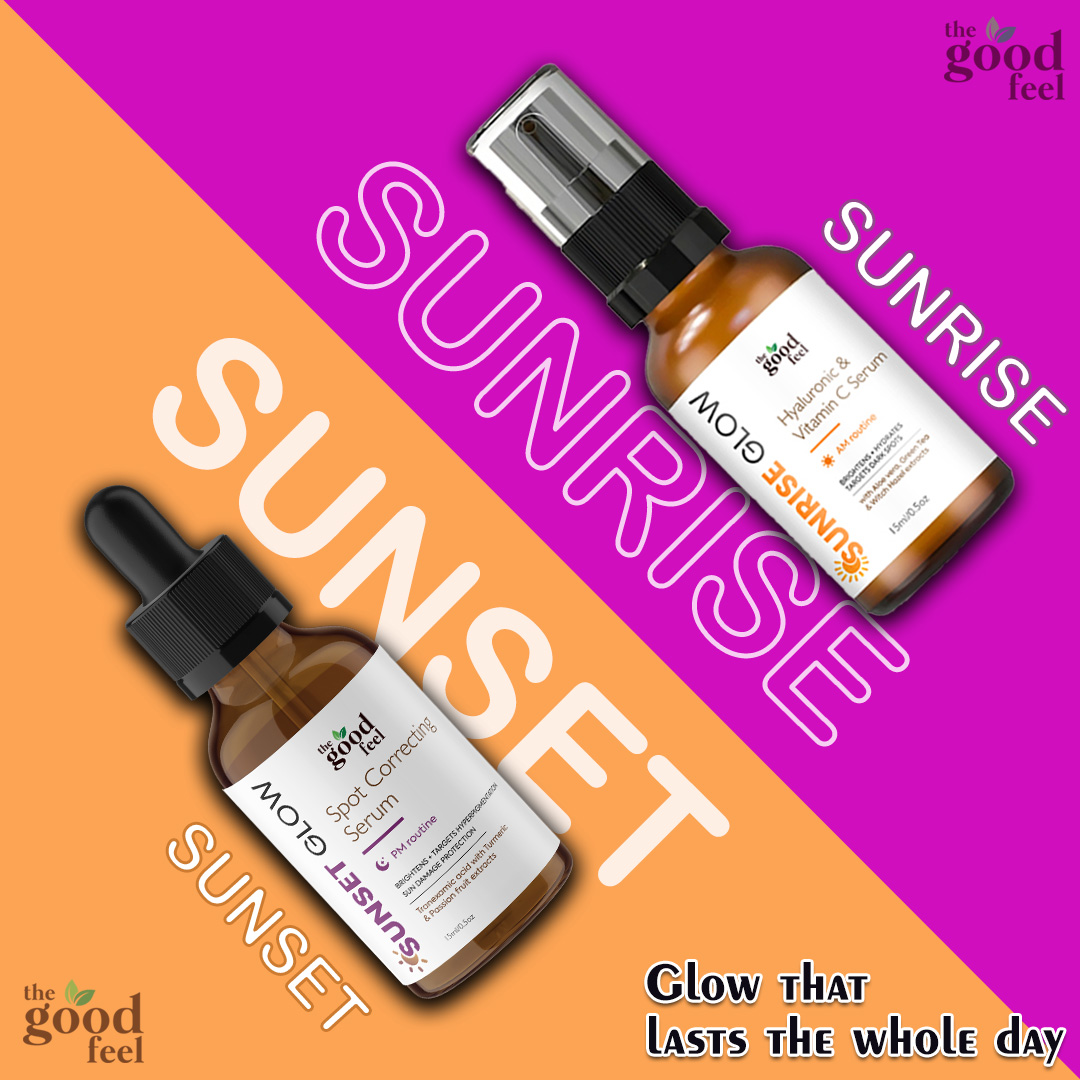 the
good
feel
SUNRISE
SUNRISE
the
good
feel
Hyaluronic &
Vitamin C Serum
AM routine
BRIGHTENS + HYDRATES
TARGETS DARK SPOTS
with Aloe vera, Green Tea
& Witch Hazel extracts
15ml/0.5oz
SUNRISE GLOW
SUNSET
the
good
feel
Spot Correcting
Serum
PM routine
BRIGHTENS + TARGETS HYPERPIGMENTATION
SUN DAMAGE PROTECTION
Tranexamic acid with Turmeric
& Passion fruit extracts
15ml/0.5oz
SUNSET GLOW
SUNSET
the
good
feel
Glow that
lasts the whole day